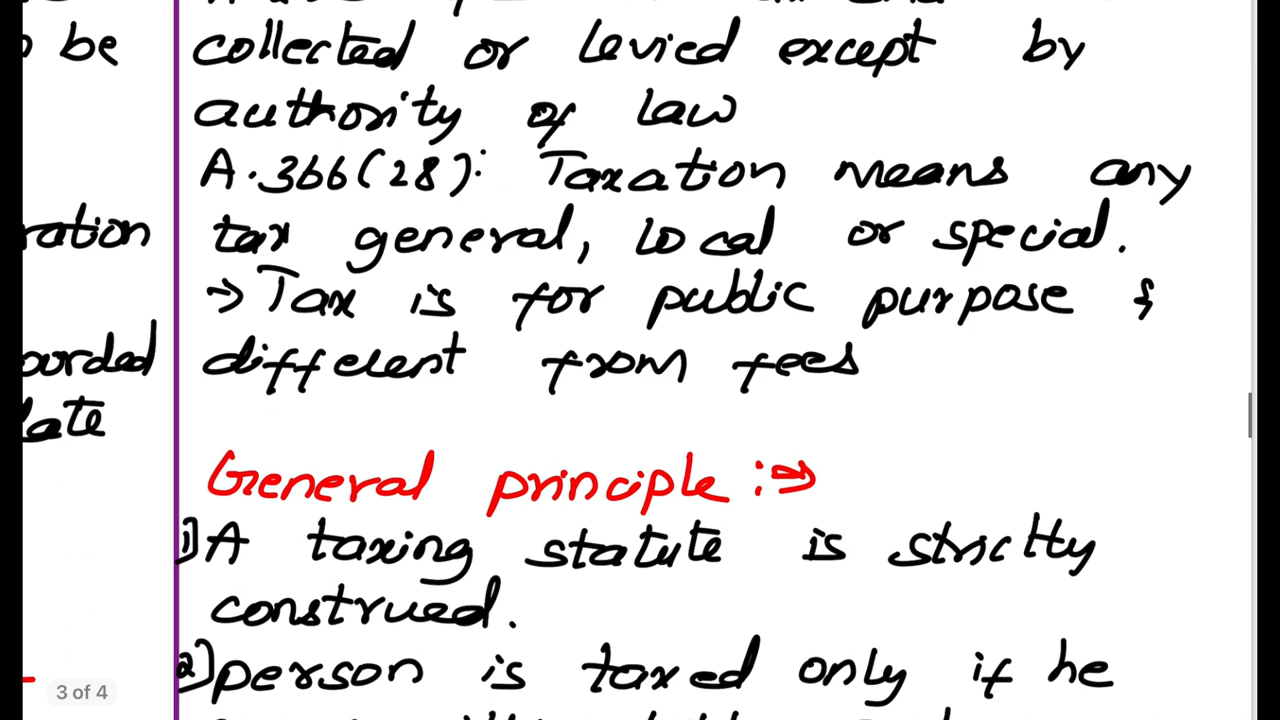 o be
ration
ourded
late
collected or levied except by
authority of law
A.366(28): Taxation means any
tax general, local or special.
→ Tax is for public purpose &
different from fees
General principle :⇒
1) A taxing statute is strictly
construed.
2) person is taxed only if he
3 of 4